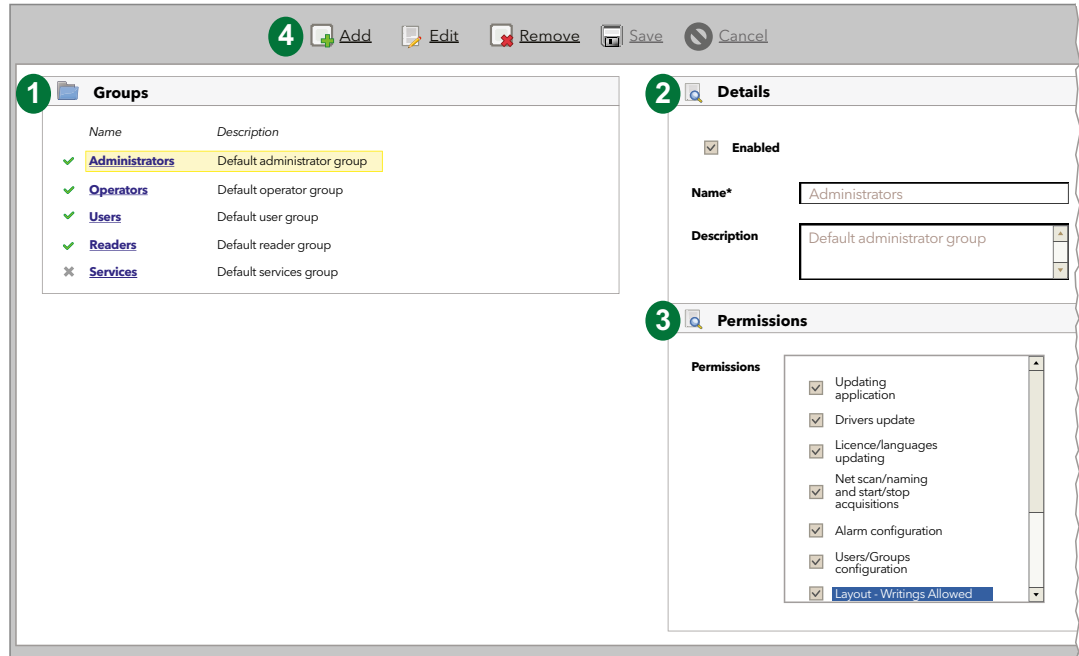 4 Add Edit Remove Save Cancel
1 Groups
Name Description
Administrators Default administrator group
Operators Default operator group
Users Default user group
Readers Default reader group
Services Default services group
2 Details
Enabled
Name* Administrators
Description Default administrator group
3 Permissions
Permissions
Updating
application
Drivers update
Licence/languages
updating
Net scan/naming
and start/stop
acquisitions
Alarm configuration
Users/Groups
configuration
Layout - Writings Allowed